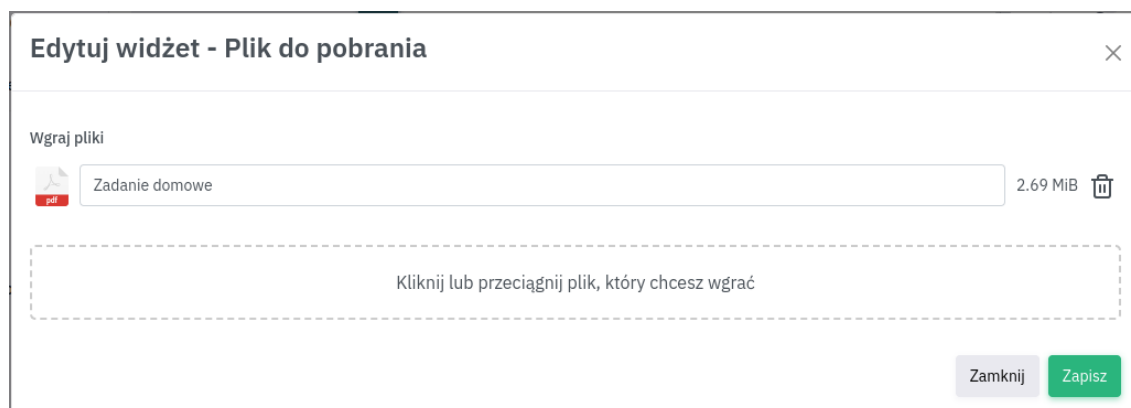 Edytuj widżet - Plik do pobrania
Wgraj pliki
pdf
Zadanie domowe
2.69 MiB
Kliknij lub przeciągnij plik, który chcesz wgrać
Zamknij
Zapisz